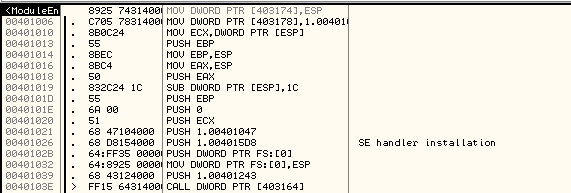 <ModuleEn 8925 74314000 MOV DWORD PTR [403174],ESP
00401006 . C705 78314000 MOV DWORD PTR [403178],1.004010
00401010 . 8B0C24 MOV ECX,DWORD PTR [ESP]
00401013 . 55 PUSH EBP
00401014 . 8BEC MOV EBP,ESP
00401016 . 8BC4 MOV EAX,ESP
00401018 . 50 PUSH EAX
00401019 . 832C24 1C SUB DWORD PTR [ESP],1C
0040101D . 55 PUSH EBP
0040101E . 6A 00 PUSH 0
00401020 . 51 PUSH ECX
00401021 . 68 47104000 PUSH 1.00401047
00401026 . 68 D8154000 PUSH 1.004015D8 SE handler installation
0040102B . 64:FF35 00000 PUSH DWORD PTR FS:[0]
00401032 . 64:8925 00000 MOV DWORD PTR FS:[0],ESP
00401039 . 68 43124000 PUSH 1.00401243
0040103E > FF15 64314000 CALL DWORD PTR [403164]